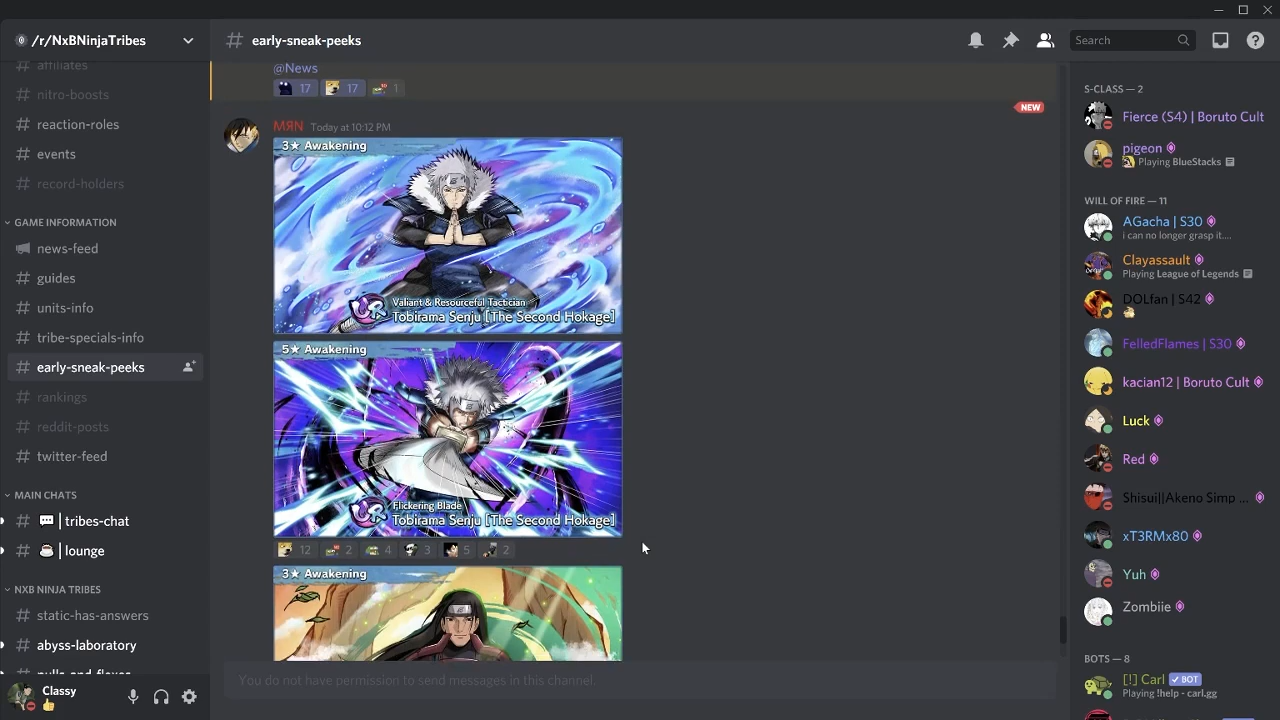 /r/NxBNinjaTribes
affiliates
nitro-boosts
reaction-roles
events
record-holders
GAME INFORMATION
news-feed
guides
units-info
tribe-specials-info
early-sneak-peeks
rankings
reddit-posts
twitter-feed
MAIN CHATS
| tribes-chat
| lounge
NXB NINJA TRIBES
static-has-answers
abyss-laboratory
pulls-and-flexes
Classy
# early-sneak-peeks
Search
@News
17 17 1
NEW
MЯN Today at 10:12 PM
3★ Awakening
UR
Valiant & Resourceful Tactician
Tobirama Senju [The Second Hokage]
5★ Awakening
UR
Flickering Blade
Tobirama Senju [The Second Hokage]
12 2 4 3 5 2
3★ Awakening
You do not have permission to send messages in this channel.
S-CLASS — 2
Fierce (S4) | Boruto Cult
pigeon
Playing BlueStacks
WILL OF FIRE — 11
AGacha | S30
i can no longer grasp it....
Clayassault
Playing League of Legends
DOLfan | S42
FelledFlames | S30
kacian12 | Boruto Cult
Luck
Red
Shisui||Akeno Simp ...
xT3RMx80
Yuh
Zombiie
BOTS — 8
[!] Carl ✓ BOT
Playing !help - carl.gg